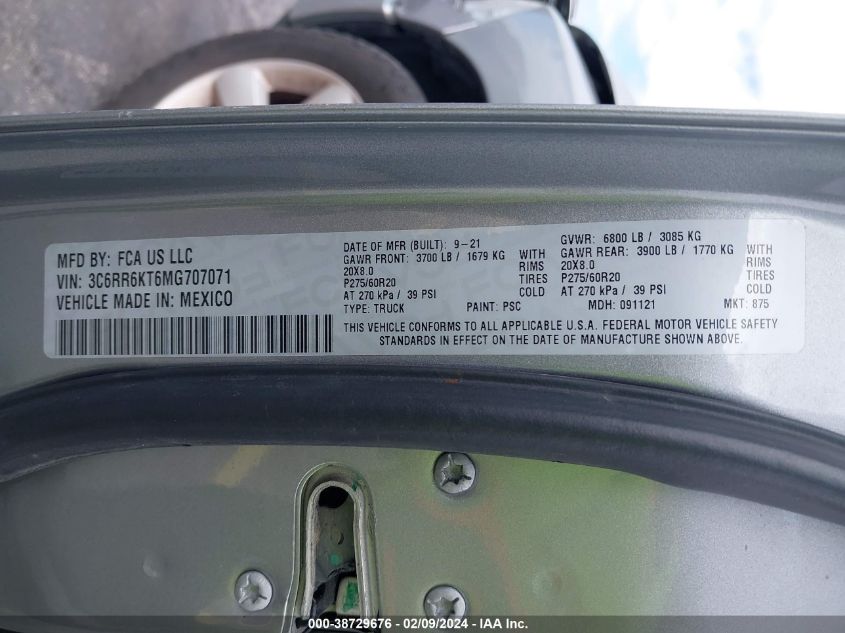 MFD BY: FCA US LLC
VIN: 3C6RR6KT6MG707071
VEHICLE MADE IN: MEXICO
DATE OF MFR (BUILT): 9-21
GAWR FRONT: 3700 LB / 1679 KG WITH
20X8.0 RIMS
P275/60R20 TIRES
AT 270 kPa / 39 PSI COLD
TYPE: TRUCK PAINT: PSC
GVWR: 6800 LB / 3085 KG
GAWR REAR: 3900 LB / 1770 KG WITH
20X8.0 RIMS
P275/60R20 TIRES
AT 270 kPa / 39 PSI COLD
MDH: 091121 MKT: 875
THIS VEHICLE CONFORMS TO ALL APPLICABLE U.S.A. FEDERAL MOTOR VEHICLE SAFETY
STANDARDS IN EFFECT ON THE DATE OF MANUFACTURE SHOWN ABOVE.
000-38729676 - 02/09/2024 - IAA Inc.